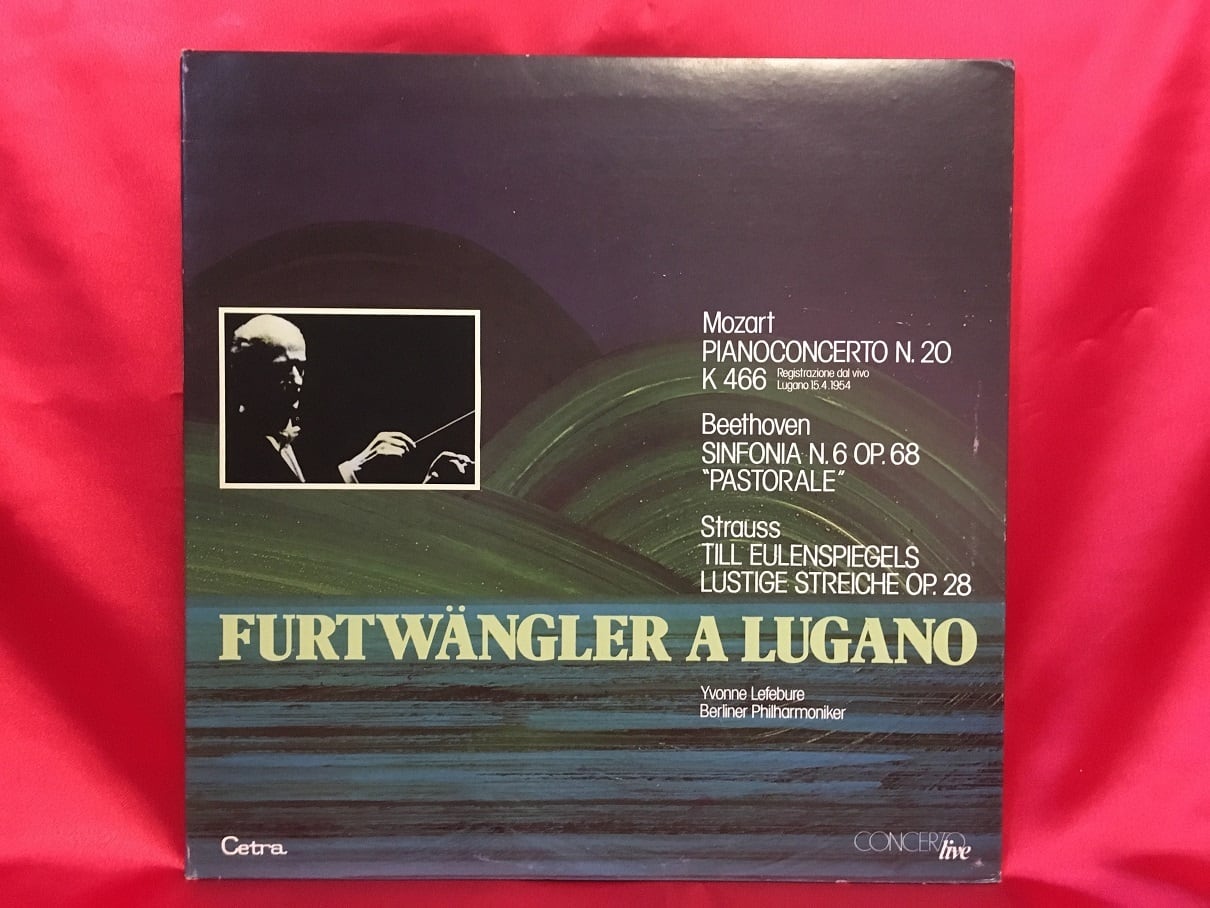 Mozart
PIANOCONCERTO N. 20
K 466 Registrazione dal vivo
Lugano 15.4.1954
Beethoven
SINFONIA N. 6 OP. 68
"PASTORALE"
Strauss
TILL EULENSPIEGELS
LUSTIGE STREICHE OP. 28
FURTWÄNGLER A LUGANO
Yvonne Lefebure
Berliner Philharmoniker
Cetra
CONCERTO
live